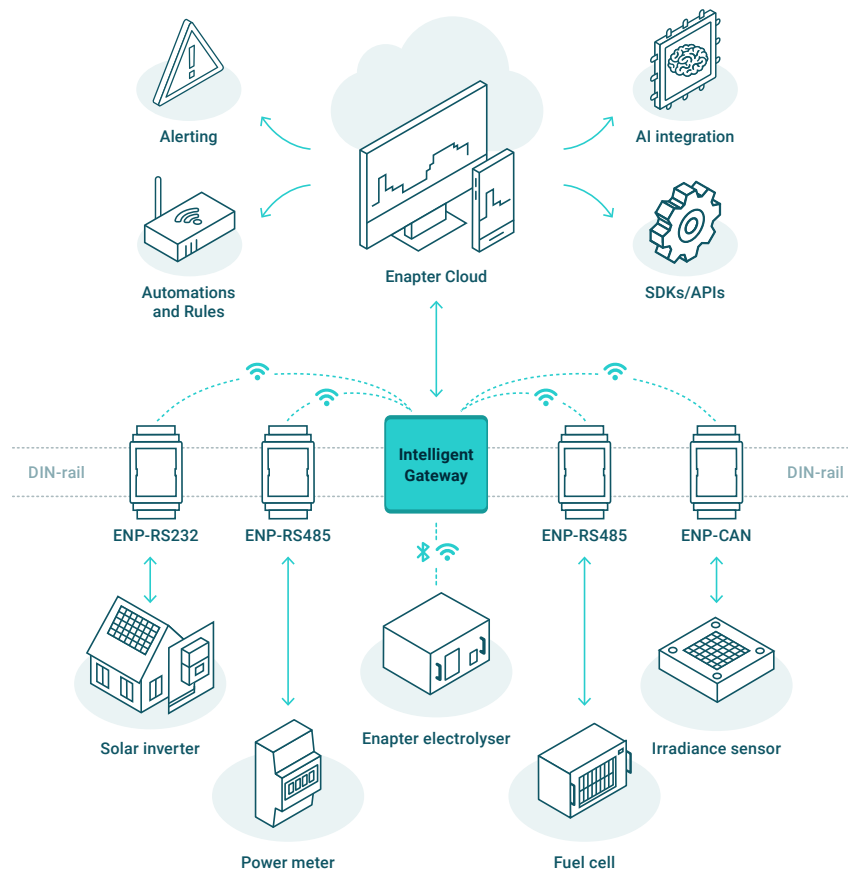 Alerting
AI integration
Automations
and Rules
Enapter Cloud
SDKs/APIs
Intelligent
Gateway
DIN-rail
DIN-rail
ENP-RS232
ENP-RS485
ENP-RS485
ENP-CAN
Solar inverter
Enapter electrolyser
Irradiance sensor
Power meter
Fuel cell